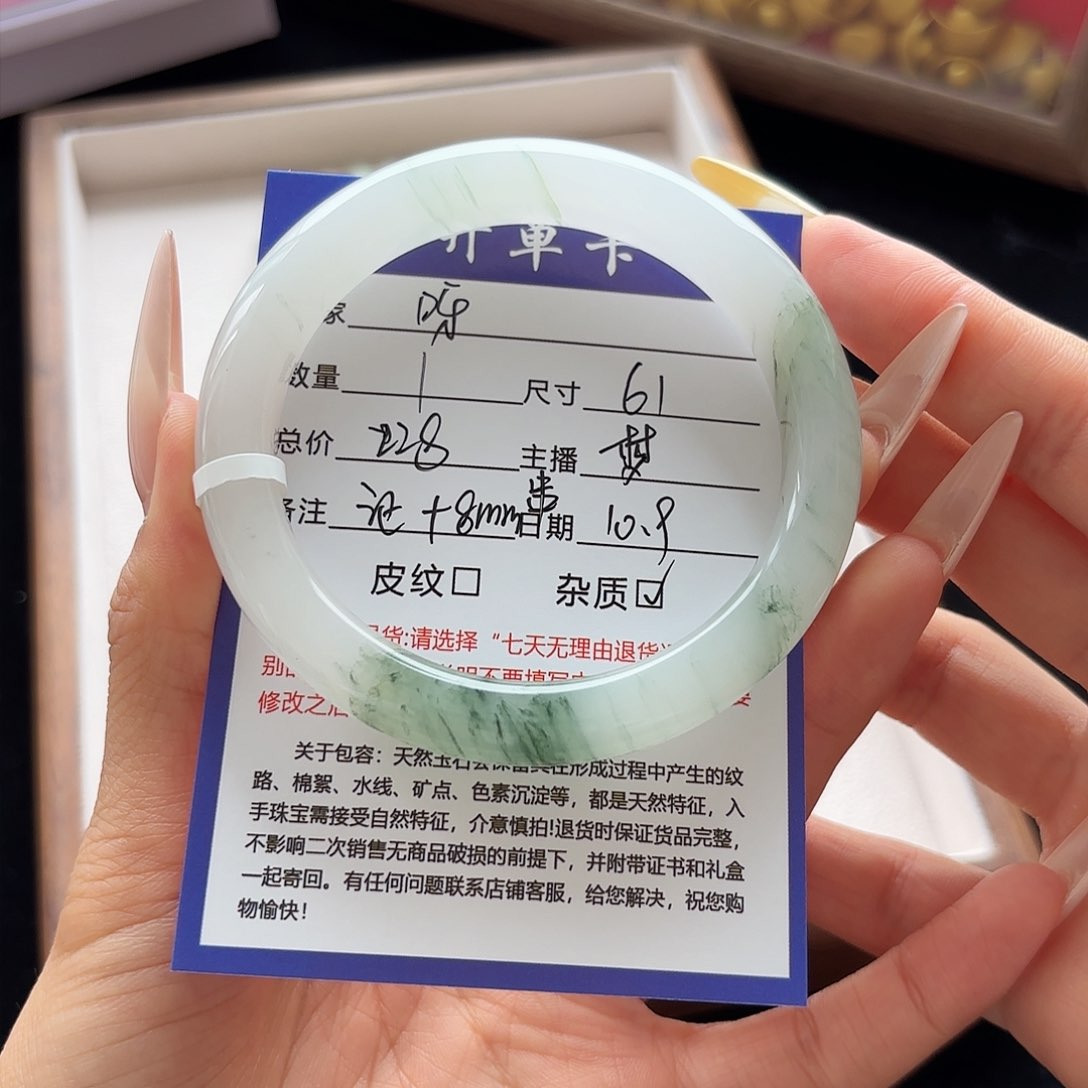 开单卡
家
数量 1 尺寸 61
总价 228 主播 梦
备注 证+8mm串 日期 10.9
皮纹□ 杂质☑
退货:请选择“七天无理由退货
别
修改之后
关于包容：天然玉石会保留其在形成过程中产生的纹
路、棉絮、水线、矿点、色素沉淀等，都是天然特征，入
手珠宝需接受自然特征，介意慎拍!退货时保证货品完整，
不影响二次销售无商品破损的前提下，并附带证书和礼盒
一起寄回。有任何问题联系店铺客服，给您解决，祝您购
物愉快！